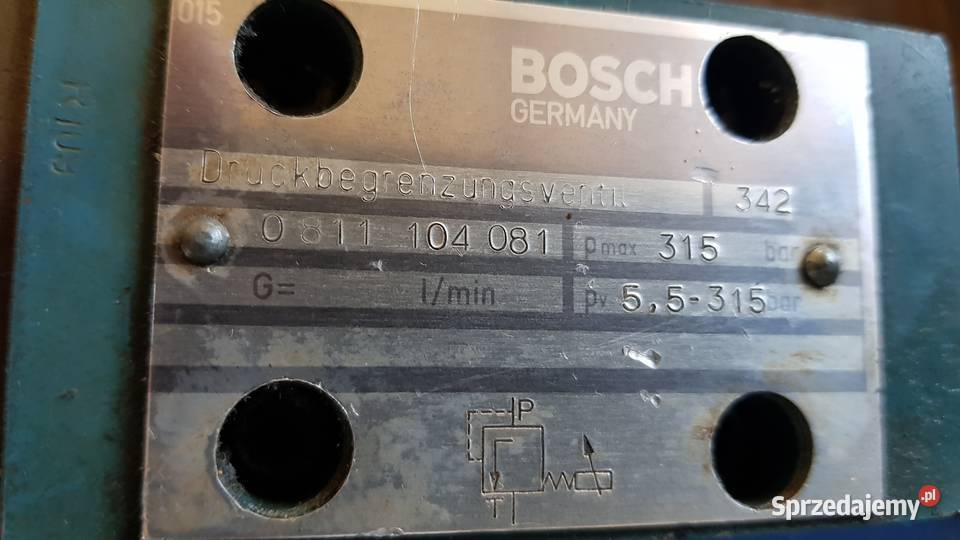 015
BOSCH
GERMANY
Druckbegrenzungsventil 342
0 811 104 081 pmax 315 bar
G= l/min pv 5,5-315 bar
P
T
Sprzedajemy.pl